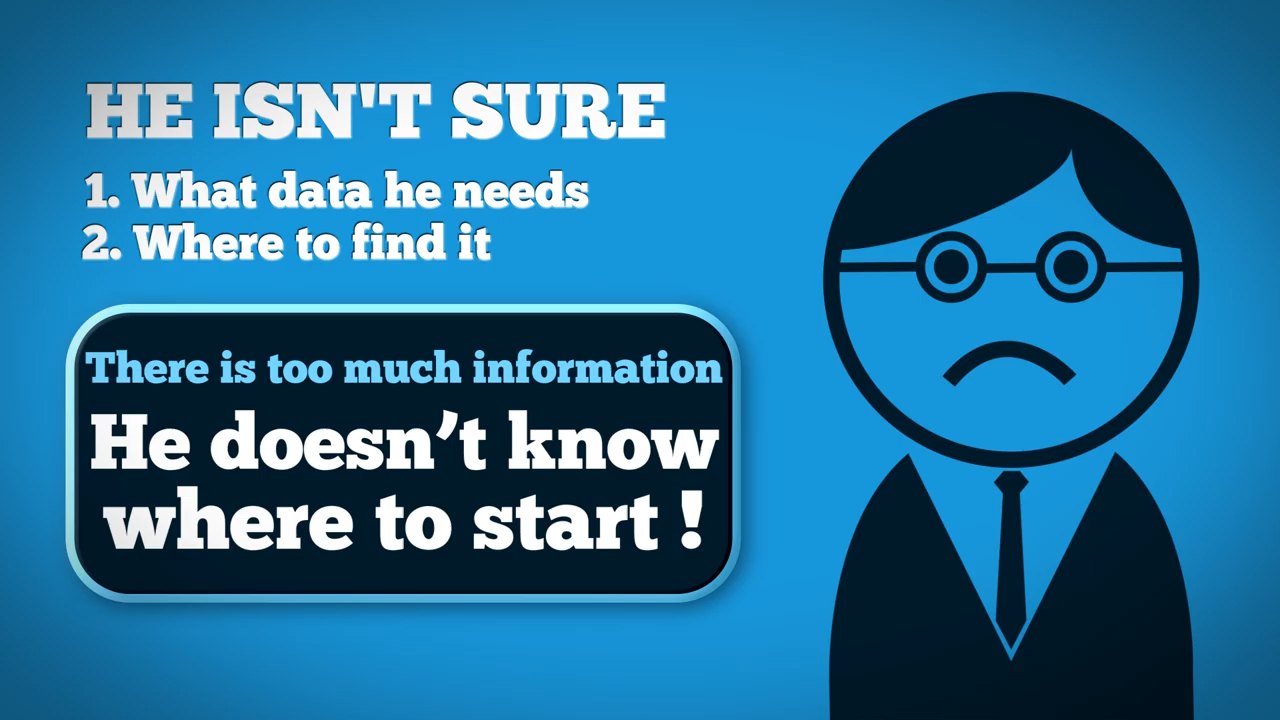 HE ISN'T SURE
1. What data he needs
2. Where to find it
There is too much information
He doesn’t know
where to start !